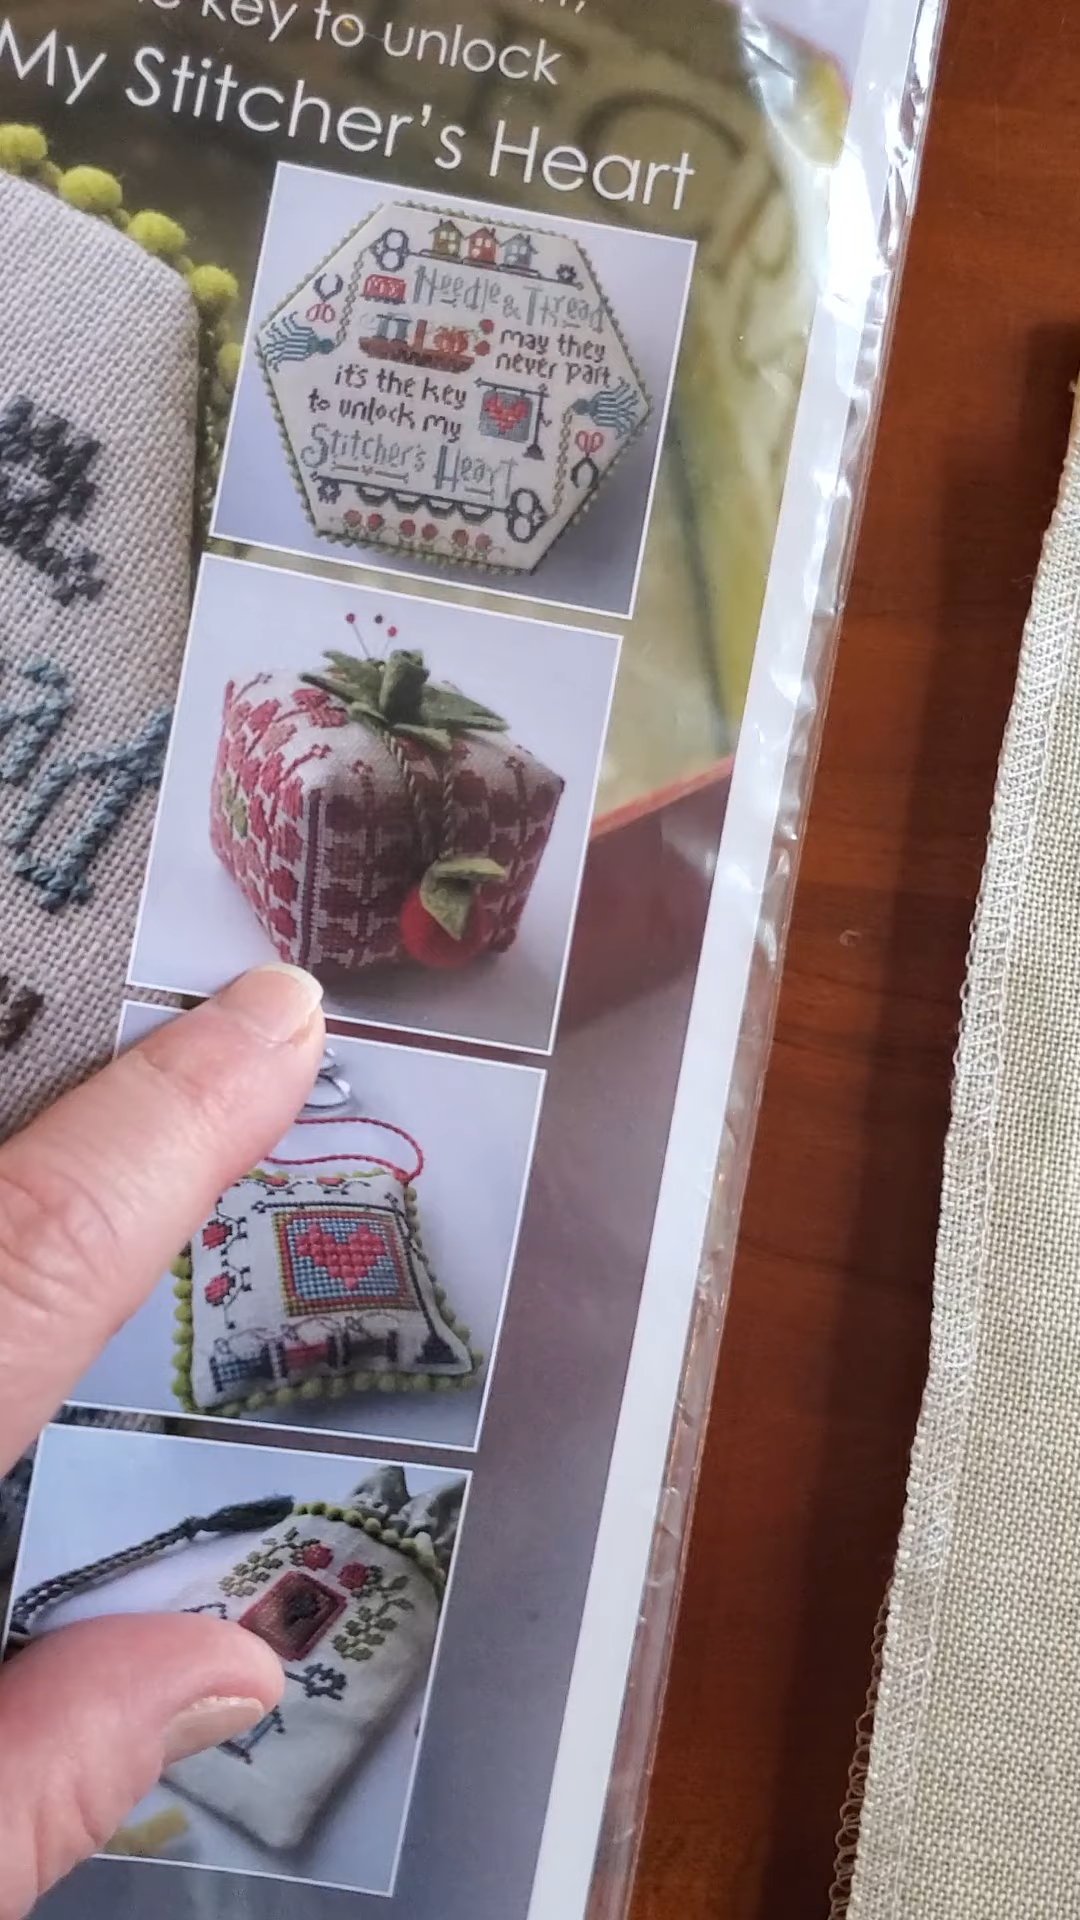 key to unlock
My Stitcher's Heart
Needle & Thread
may they
never part
it's the key
to unlock my
Stitcher's Heart